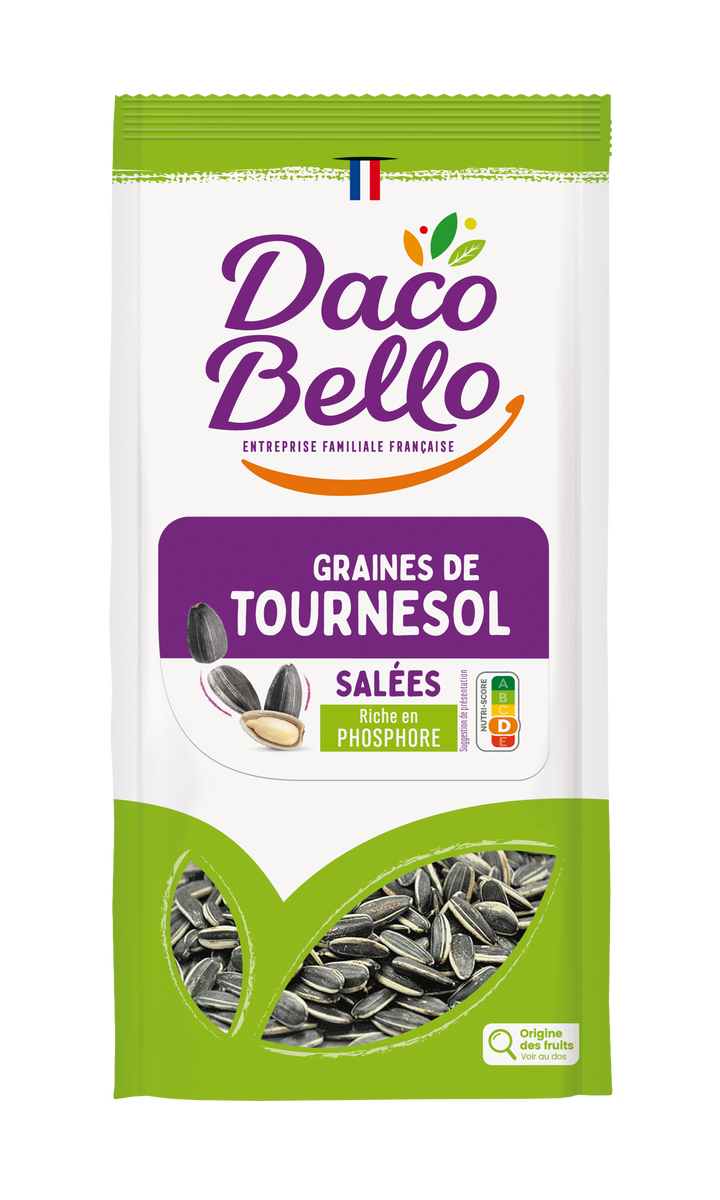 Daco
Bello
ENTREPRISE FAMILIALE FRANÇAISE
GRAINES DE
TOURNESOL
SALÉES
Riche en
PHOSPHORE
Suggestion de présentation
NUTRI-SCORE
A
B
C
D
E
Origine
des fruits
Voir au dos